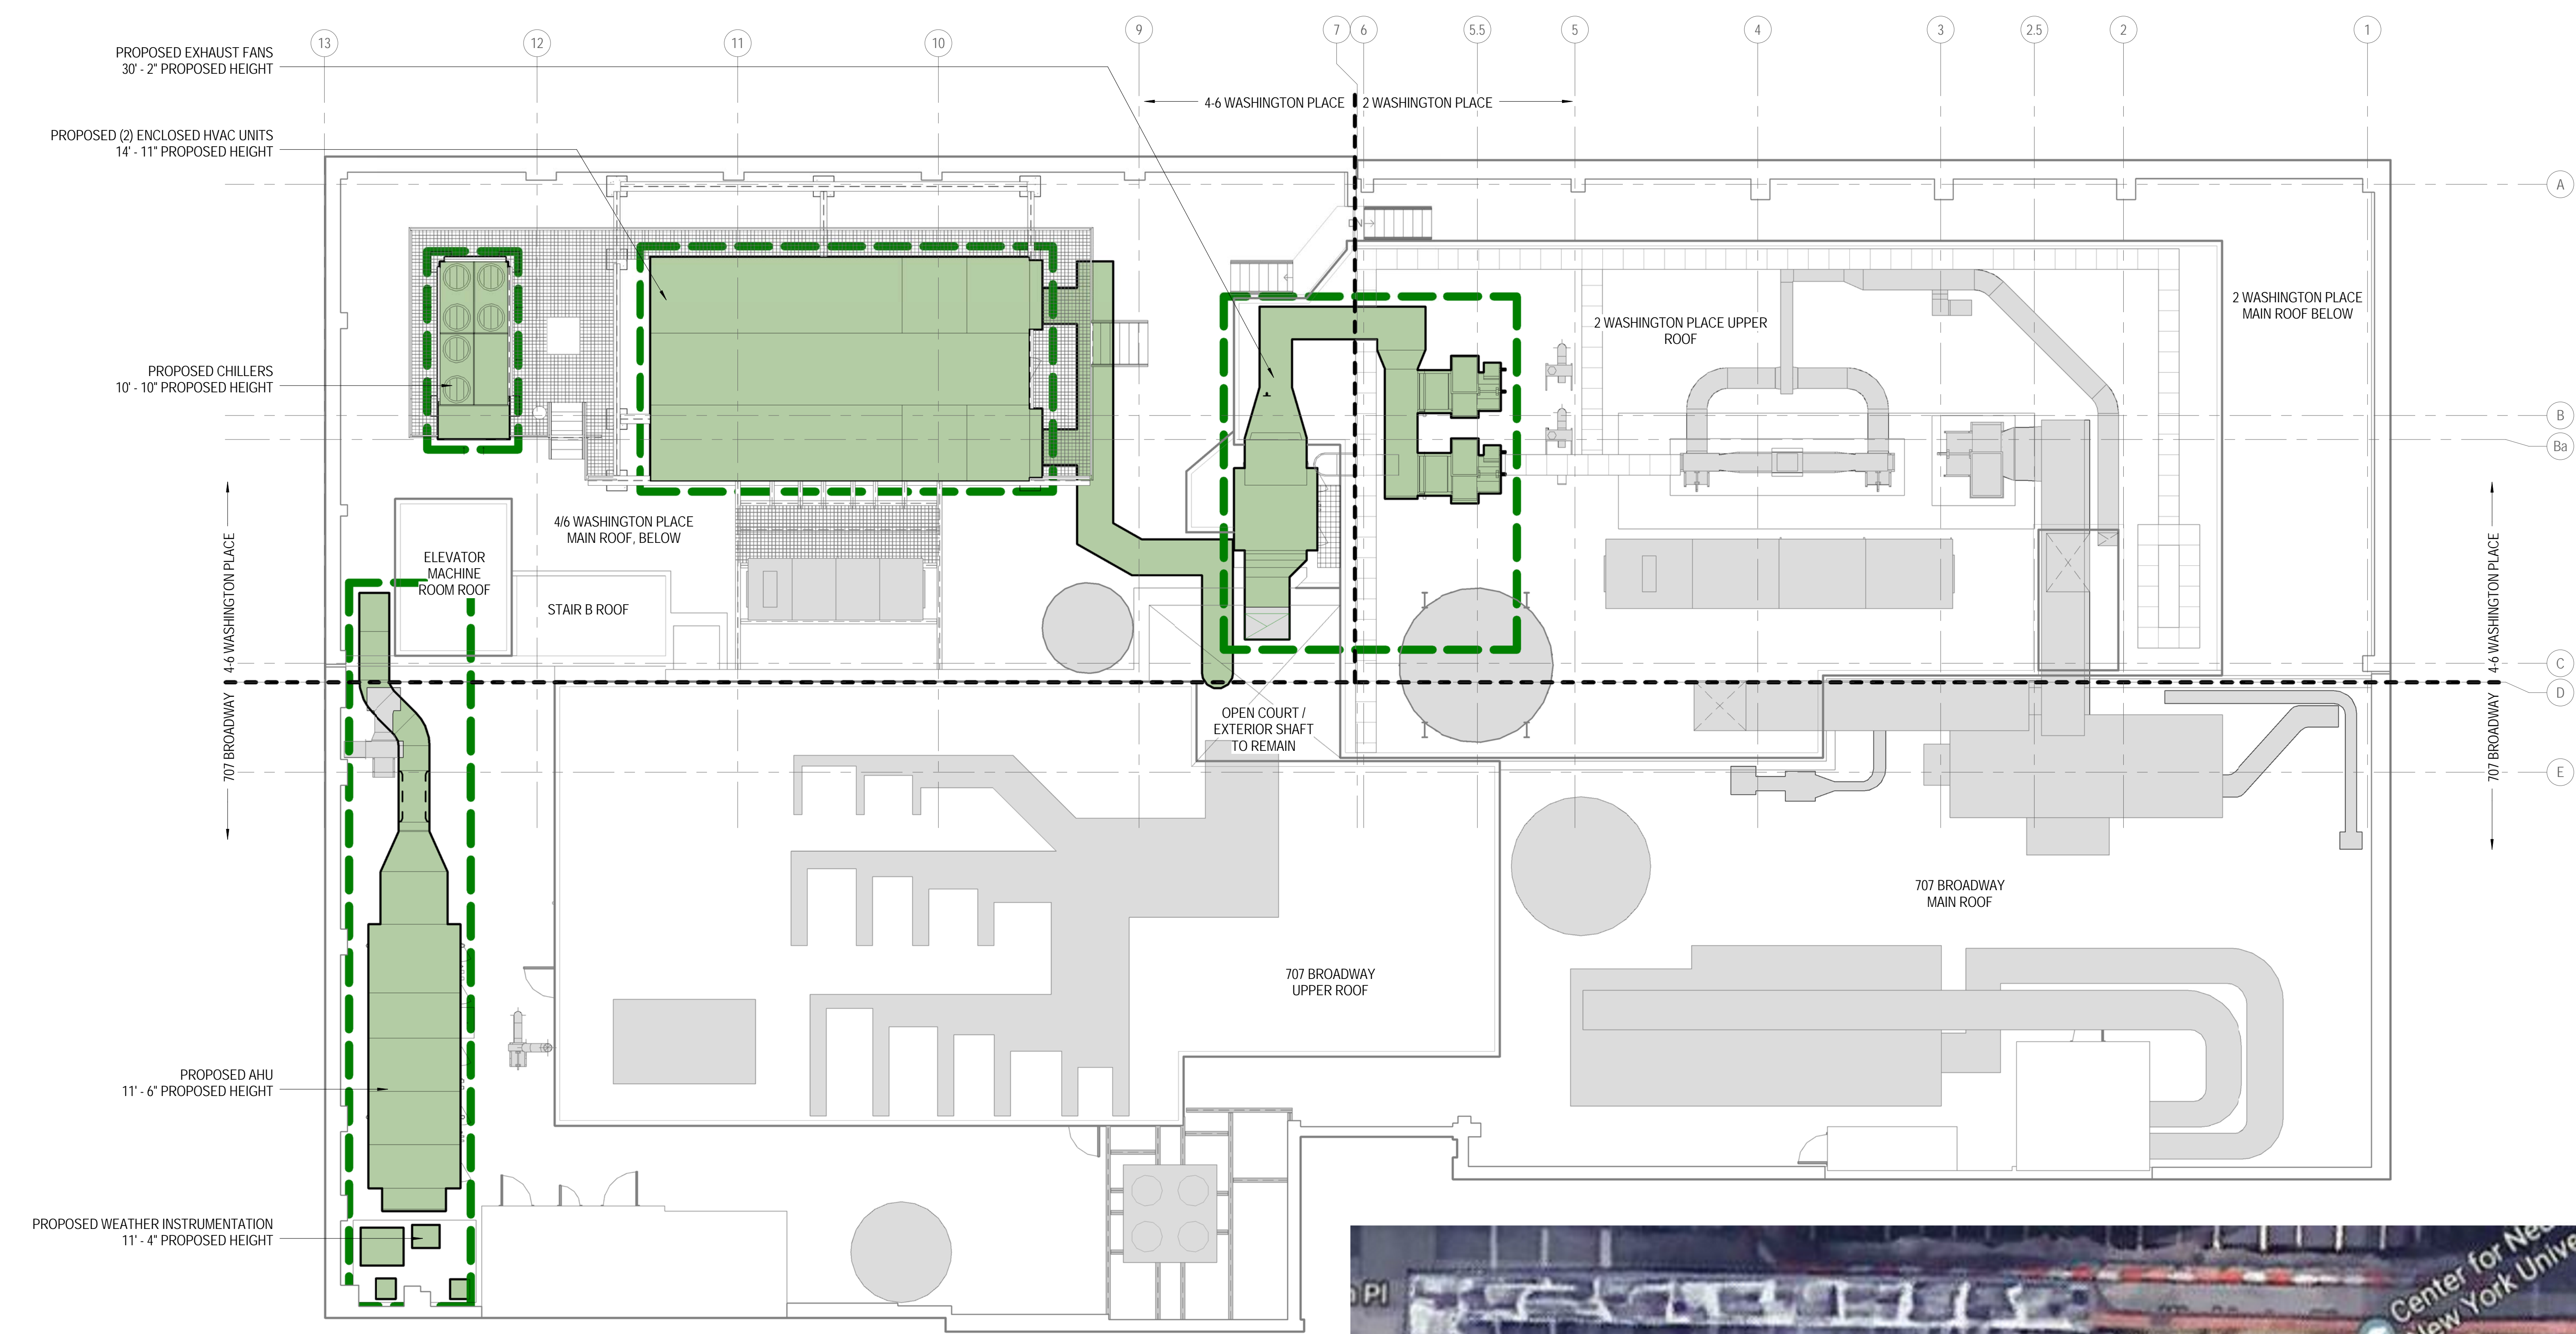 13
12
11
10
9
7
6
5.5
5
4
3
2.5
2
1
PROPOSED EXHAUST FANS
30' - 2" PROPOSED HEIGHT
4-6 WASHINGTON PLACE
2 WASHINGTON PLACE
PROPOSED (2) ENCLOSED HVAC UNITS
14' - 11" PROPOSED HEIGHT
A
DN
2 WASHINGTON PLACE
MAIN ROOF BELOW
2 WASHINGTON PLACE UPPER
ROOF
PROPOSED CHILLERS
10' - 10" PROPOSED HEIGHT
B
Ba
4/6 WASHINGTON PLACE
MAIN ROOF, BELOW
ELEVATOR
MACHINE
ROOM ROOF
STAIR B ROOF
4-6 WASHINGTON PLACE
707 BROADWAY
4-6 WASHINGTON PLACE
707 BROADWAY
C
D
E
OPEN COURT /
EXTERIOR SHAFT
TO REMAIN
707 BROADWAY
MAIN ROOF
707 BROADWAY
UPPER ROOF
PROPOSED AHU
11' - 6" PROPOSED HEIGHT
PROPOSED WEATHER INSTRUMENTATION
11' - 4" PROPOSED HEIGHT
Pl
Center for
New York